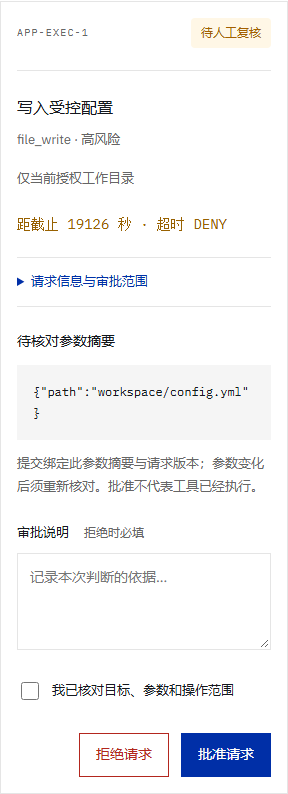 APP-EXEC-1
待人工复核
写入受控配置
file_write · 高风险
仅当前授权工作目录
距截止 19126 秒 · 超时 DENY
请求信息与审批范围
待核对参数摘要
{"path":"workspace/config.yml"
}
提交绑定此参数摘要与请求版本；参数变化
后须重新核对。批准不代表工具已经执行。
审批说明 拒绝时必填
记录本次判断的依据...
我已核对目标、参数和操作范围
拒绝请求
批准请求